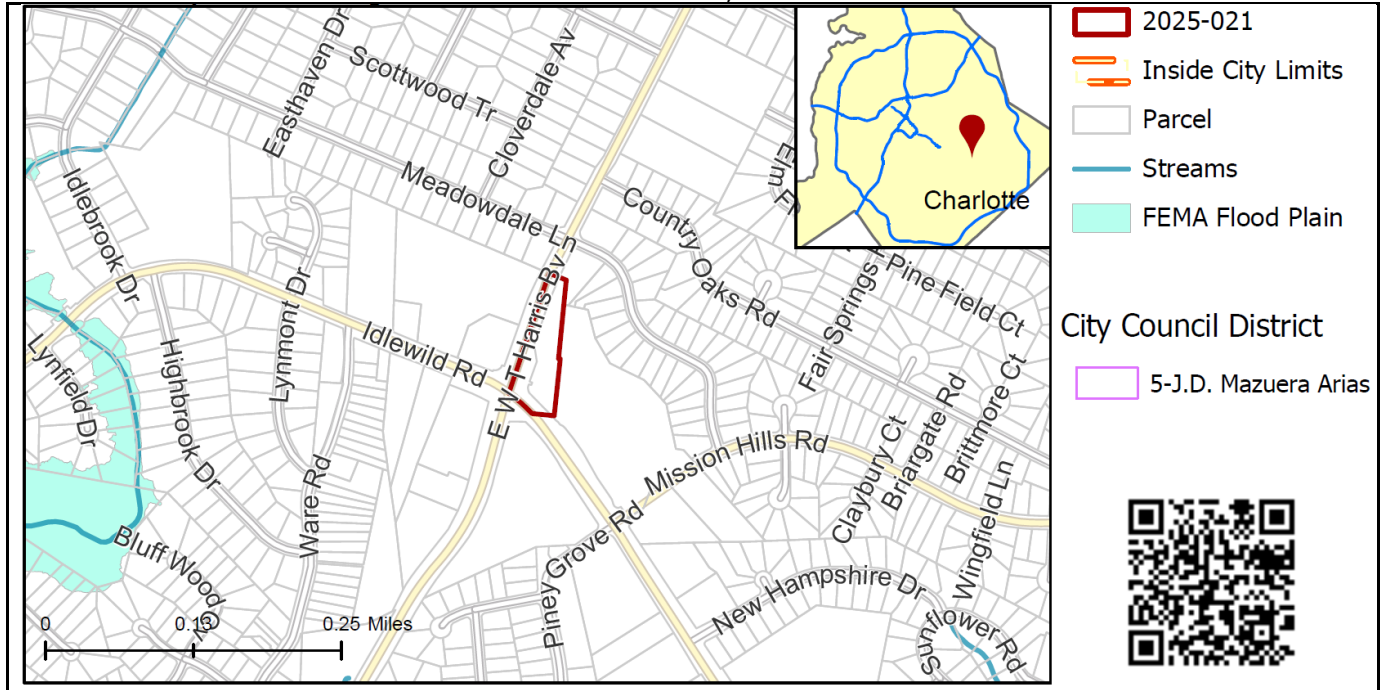 Scottwood Tr
Easthaven Dr
Cloverdale Av
Meadowdale Ln
Idlebrook Dr
Country
Oaks Rd
Pine Field Ct
Fair Springs
Lynmont Dr
Idlewild Rd
E W T Harris Bv
Lynfield Dr
Highbrook Dr
Ware Rd
Bluff Wood
Cv
Mission Hills Rd
Piney Grove Rd
Claybury Ct
Briargate Rd
Brittmore Ct
Wingfield Ln
New Hampshire Dr
Sunflower Rd
0
0.13
0.25 Miles
Charlotte
2025-021
Inside City Limits
Parcel
Streams
FEMA Flood Plain
City Council District
5-J.D. Mazuera Arias